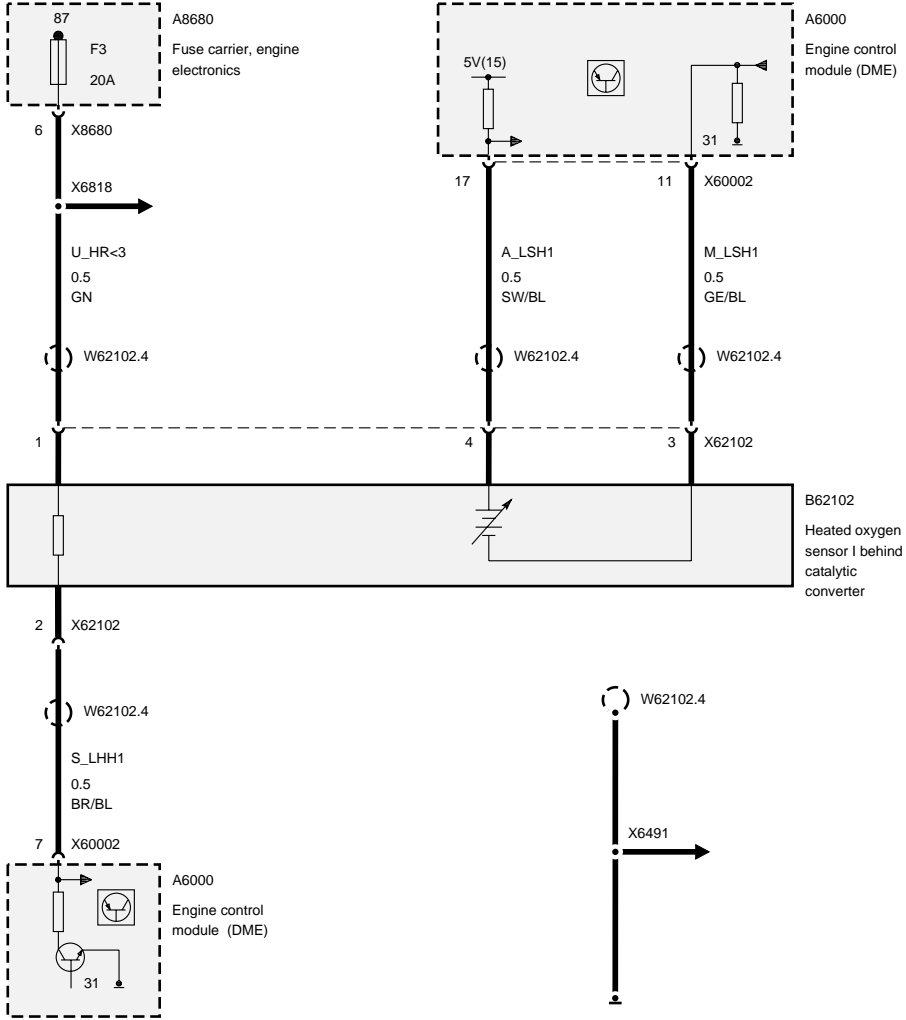 87
F3
20A
A8680
Fuse carrier, engine
electronics
5V(15)
31
A6000
Engine control
module (DME)
6
X8680
17
11
X60002
X6818
U_HR<3
0.5
GN
A_LSH1
0.5
SW/BL
M_LSH1
0.5
GE/BL
W62102.4
W62102.4
W62102.4
1
4
3
X62102
B62102
Heated oxygen
sensor I behind
catalytic
converter
2
X62102
W62102.4
W62102.4
S_LHH1
0.5
BR/BL
7
X60002
X6491
A6000
Engine control
module (DME)
31